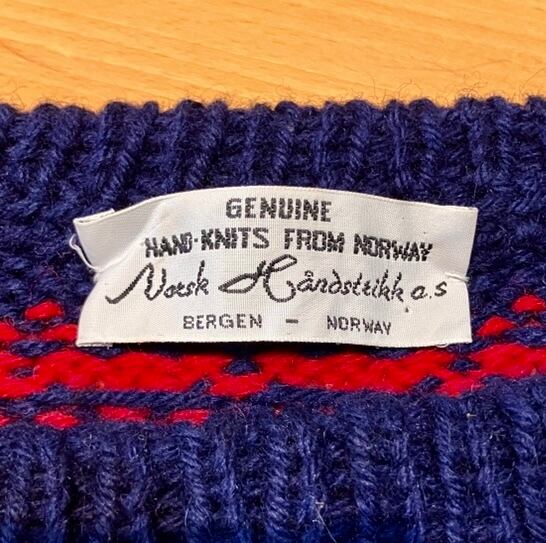 GENUINE
HAND-KNITS FROM NORWAY
Norsk Håndstrikk a.s
BERGEN - NORWAY